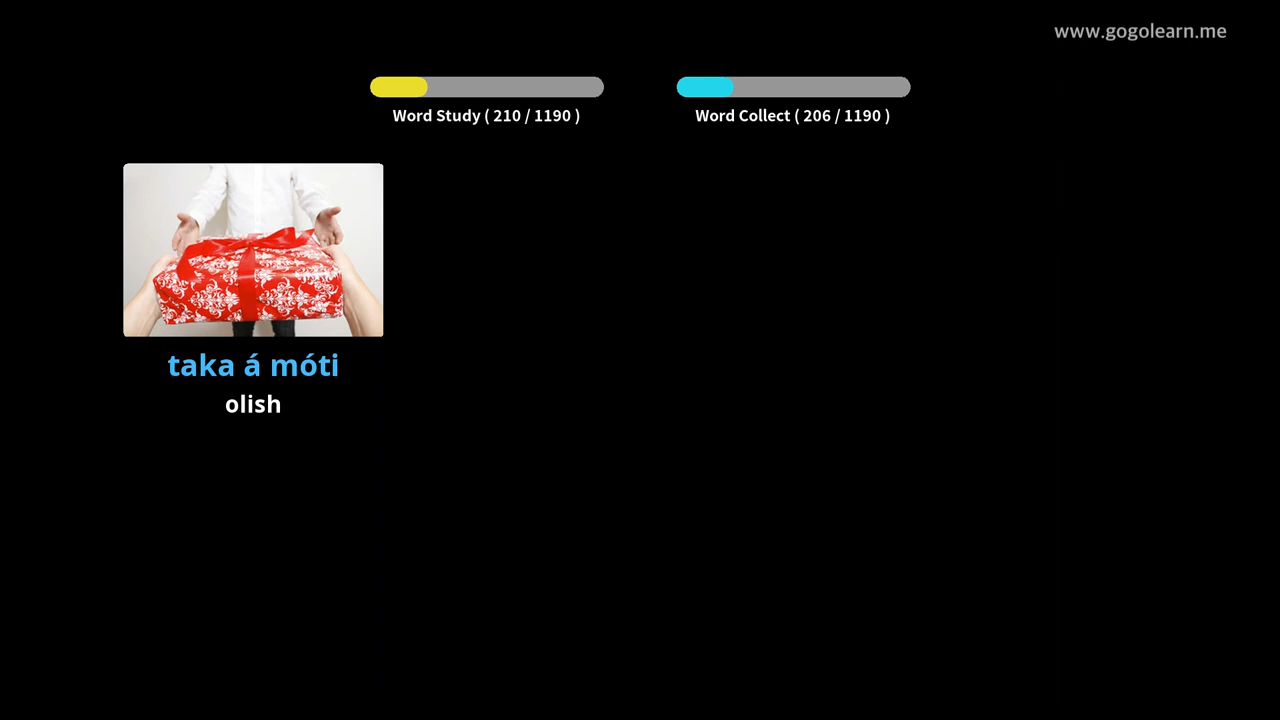 www.gogolearn.me
Word Study ( 210 / 1190 )
Word Collect ( 206 / 1190 )
taka á móti
olish